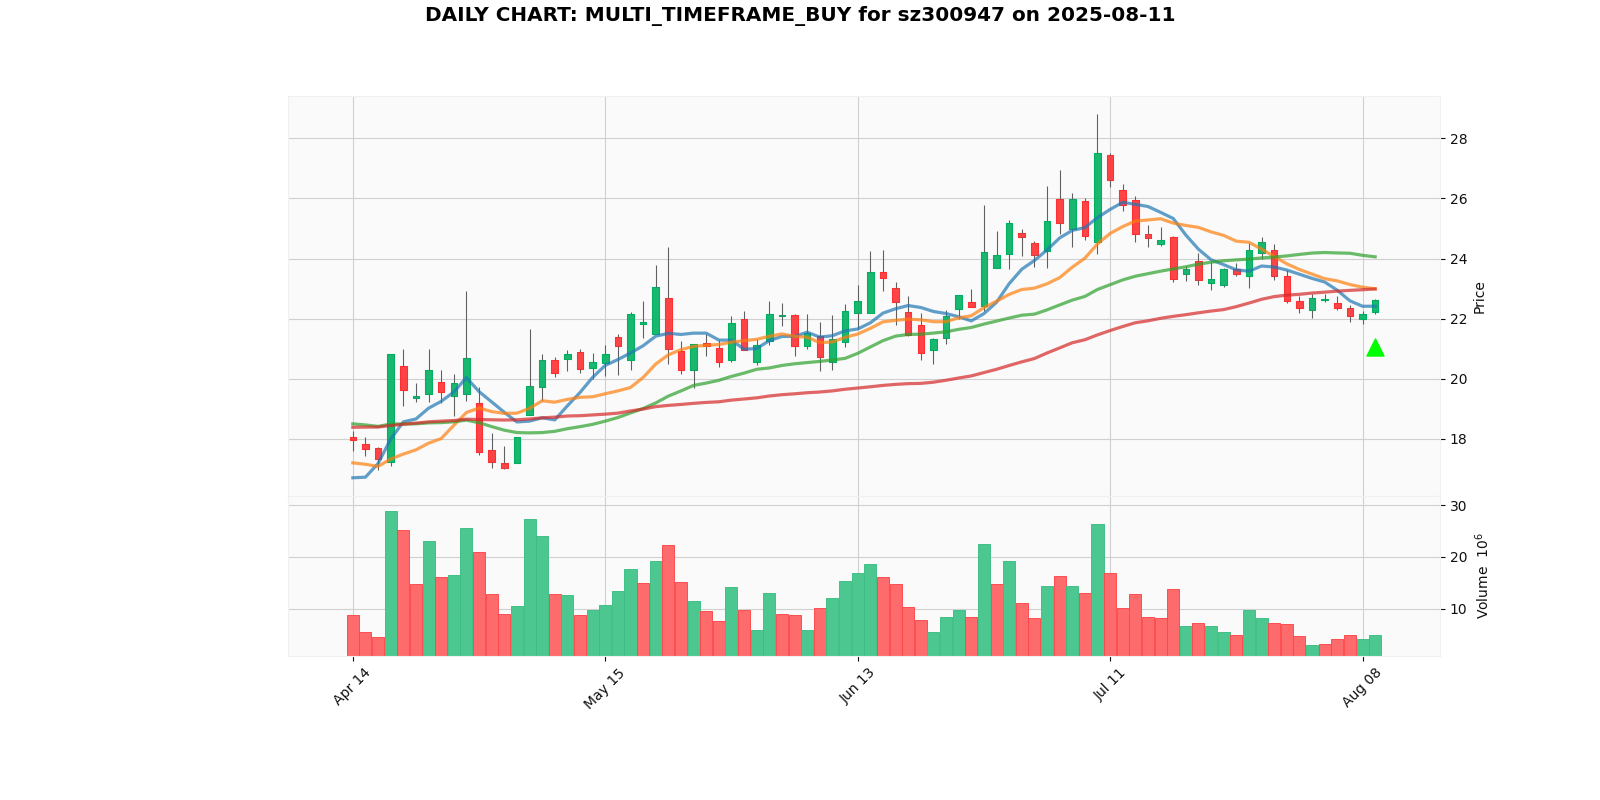 DAILY CHART: MULTI_TIMEFRAME_BUY for sz300947 on 2025-08-11
28
26
24
22
20
18
Price
30
20
10
Volume 10⁶
Apr 14
May 15
Jun 13
Jul 11
Aug 08